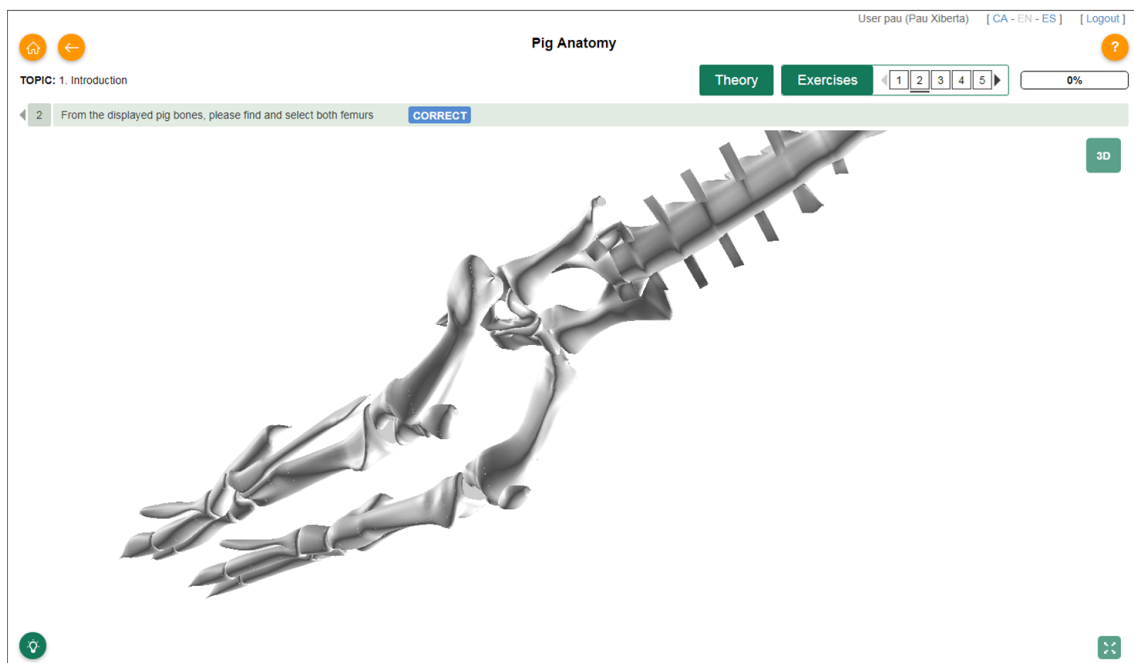 User pau (Pau Xiberta) [ CA - EN - ES ] [ Logout ]
Pig Anatomy
?
TOPIC: 1. Introduction
Theory Exercises 1 2 3 4 5 0%
2 From the displayed pig bones, please find and select both femurs CORRECT
3D